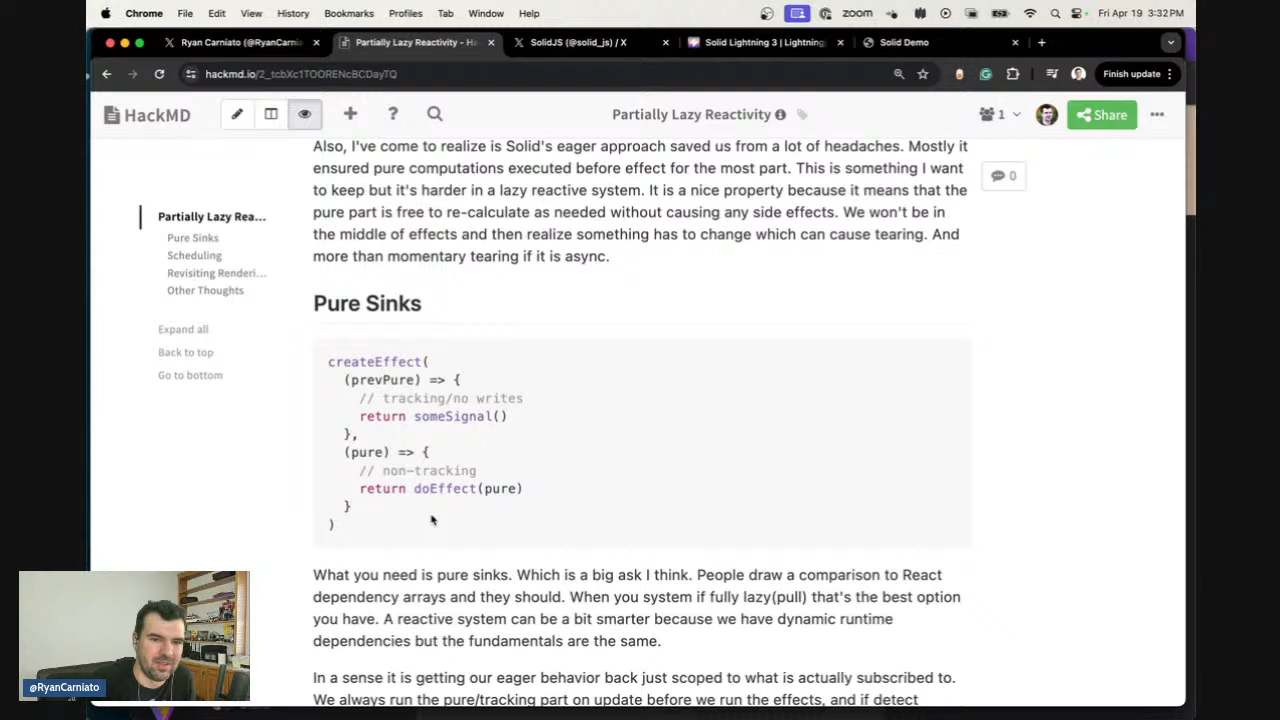 Chrome File Edit View History Bookmarks Profiles Tab Window Help zoom Fri Apr 19 3:32 PM
Ryan Carniato (@RyanCarnia
Partially Lazy Reactivity - Ha
SolidJS (@solid_js) / X
Solid Lightning 3 | Lightning
Solid Demo
hackmd.io/2_tcbXc1TOORENcBCDayTQ
Finish update
HackMD
Partially Lazy Reactivity
1
Share
Also, I've come to realize is Solid's eager approach saved us from a lot of headaches. Mostly it
ensured pure computations executed before effect for the most part. This is something I want
to keep but it's harder in a lazy reactive system. It is a nice property because it means that the
pure part is free to re-calculate as needed without causing any side effects. We won't be in
the middle of effects and then realize something has to change which can cause tearing. And
more than momentary tearing if it is async.
0
Partially Lazy Rea...
Pure Sinks
Scheduling
Revisiting Renderi...
Other Thoughts
Expand all
Back to top
Go to bottom
Pure Sinks
createEffect(
(prevPure) => {
// tracking/no writes
return someSignal()
},
(pure) => {
// non-tracking
return doEffect(pure)
}
)
What you need is pure sinks. Which is a big ask I think. People draw a comparison to React
dependency arrays and they should. When you system if fully lazy(pull) that's the best option
you have. A reactive system can be a bit smarter because we have dynamic runtime
dependencies but the fundamentals are the same.
In a sense it is getting our eager behavior back just scoped to what is actually subscribed to.
We always run the pure/tracking part on update before we run the effects, and if detect
@RyanCarniato